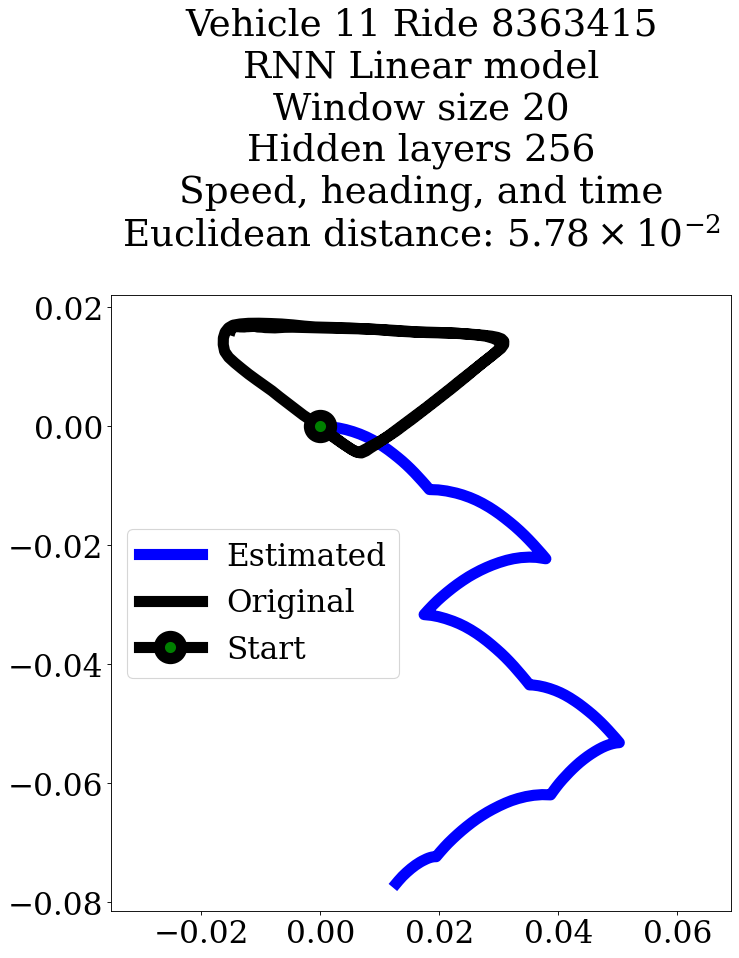 Vehicle 11 Ride 8363415
RNN Linear model
Window size 20
Hidden layers 256
Speed, heading, and time
Euclidean distance: 5.78 × 10⁻²
0.02
0.00
−0.02
−0.04
−0.06
−0.08
Estimated
Original
Start
−0.02 0.00 0.02 0.04 0.06